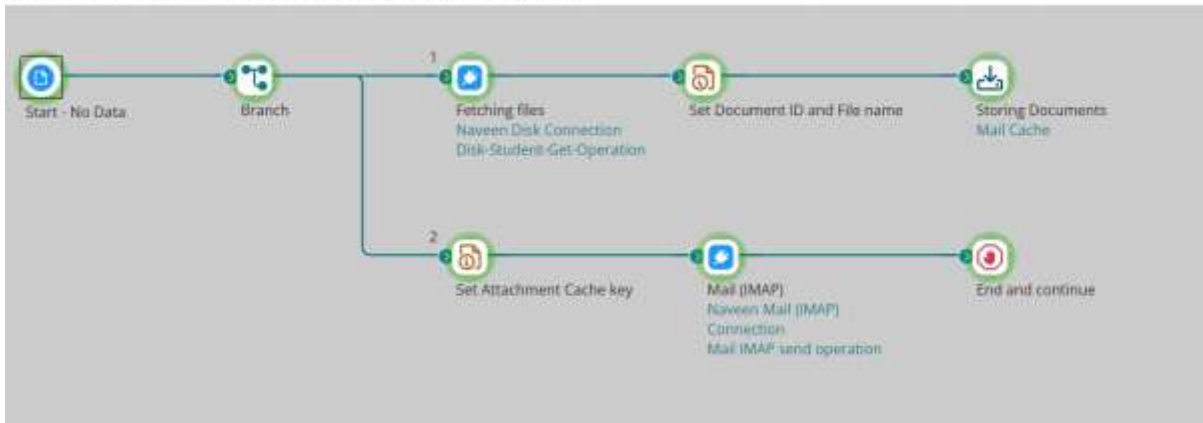 1
Start - No Data
Branch
Fetching files
Naveen Disk Connection
Disk-Student-Get-Operation
Set Document ID and File name
Storing Documents
Mail Cache
2
Set Attachment Cache key
Mail (IMAP)
Naveen Mail (IMAP)
Connection
Mail IMAP send operation
End and continue